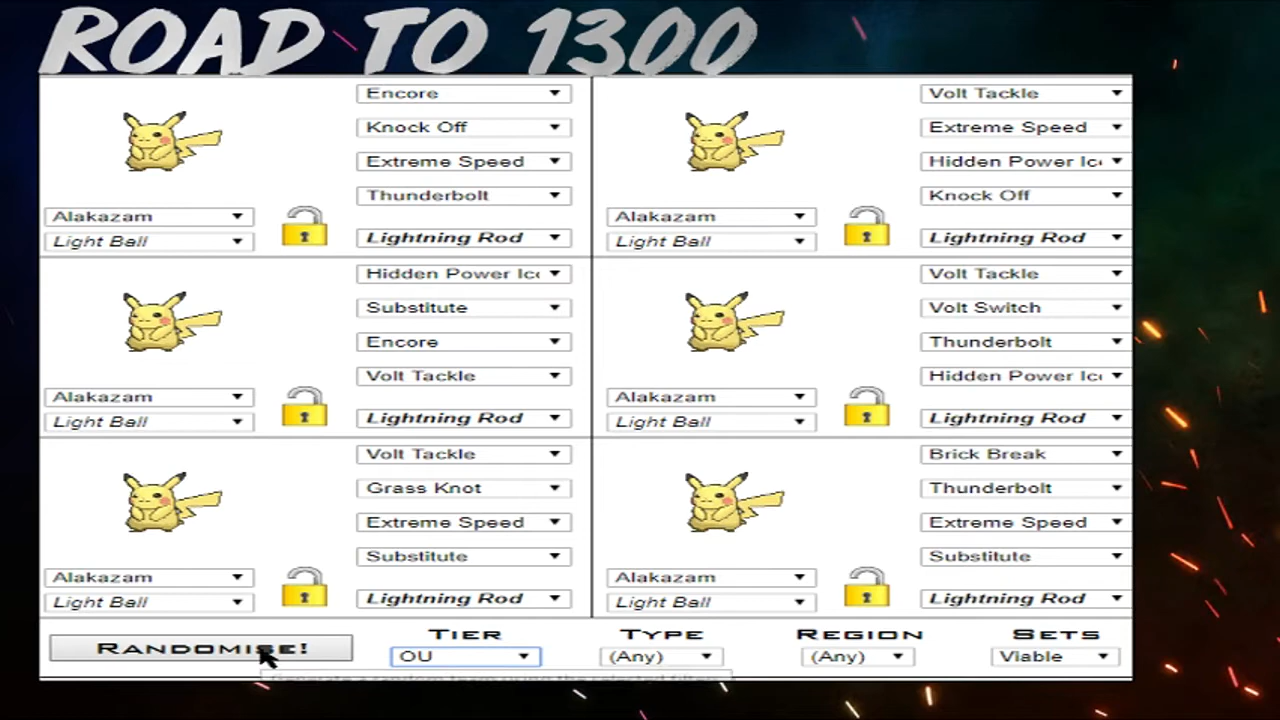 ROAD TO 1300
Encore
Knock Off
Extreme Speed
Thunderbolt
Alakazam
Light Ball
Lightning Rod
Volt Tackle
Extreme Speed
Hidden Power Ic
Knock Off
Alakazam
Light Ball
Lightning Rod
Hidden Power Ic
Substitute
Encore
Volt Tackle
Alakazam
Light Ball
Lightning Rod
Volt Tackle
Volt Switch
Thunderbolt
Hidden Power Ic
Alakazam
Light Ball
Lightning Rod
Volt Tackle
Grass Knot
Extreme Speed
Substitute
Alakazam
Light Ball
Lightning Rod
Brick Break
Thunderbolt
Extreme Speed
Substitute
Alakazam
Light Ball
Lightning Rod
RANDOMISE!
TIER
OU
TYPE
(Any)
REGION
(Any)
SETS
Viable